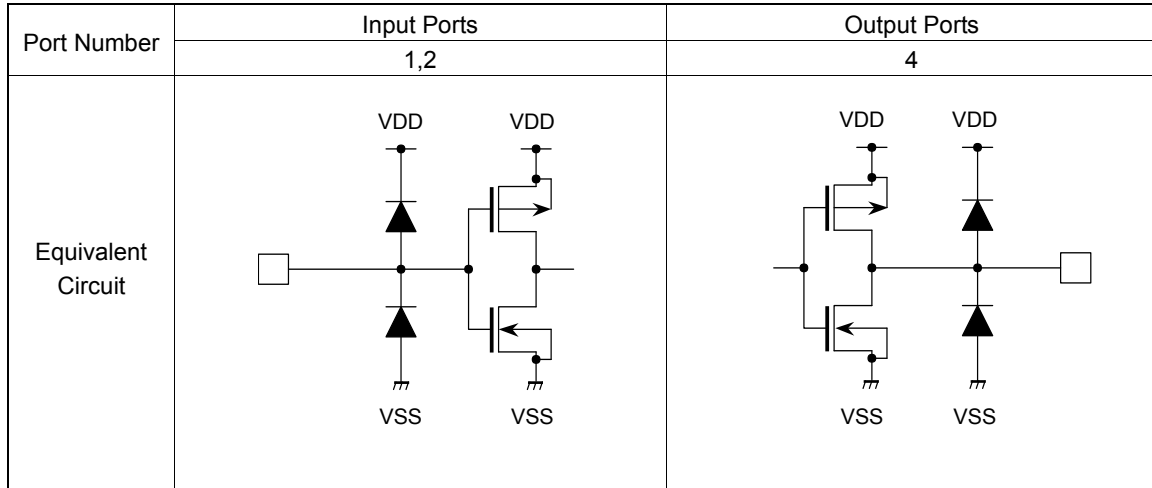 Port Number
Input Ports
Output Ports
1,2
4
Equivalent
Circuit
VDD
VDD
VSS
VSS
VDD
VDD
VSS
VSS